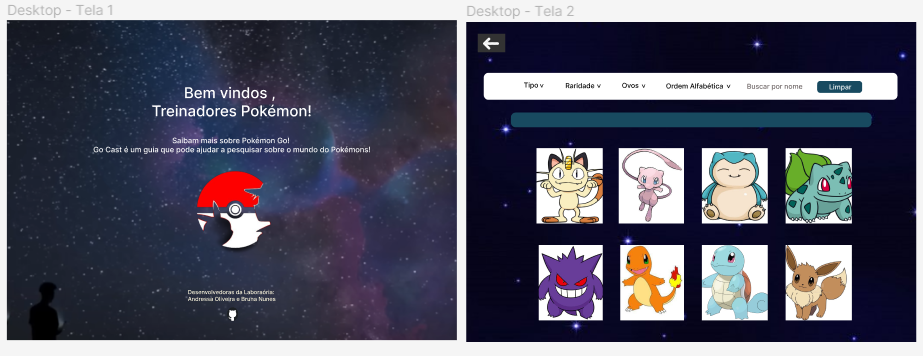 Desktop - Tela 1
Bem vindos ,
Treinadores Pokémon!
Saibam mais sobre Pokémon Go!
Go Cast é um guia que pode ajudar a pesquisar sobre o mundo do Pokémons!
Desenvolvedoras da Laboraória:
Andressa Oliveira e Bruna Nunes
Desktop - Tela 2
Tipo v Raridade v Ovos v Ordem Alfabética v Buscar por nome Limpar